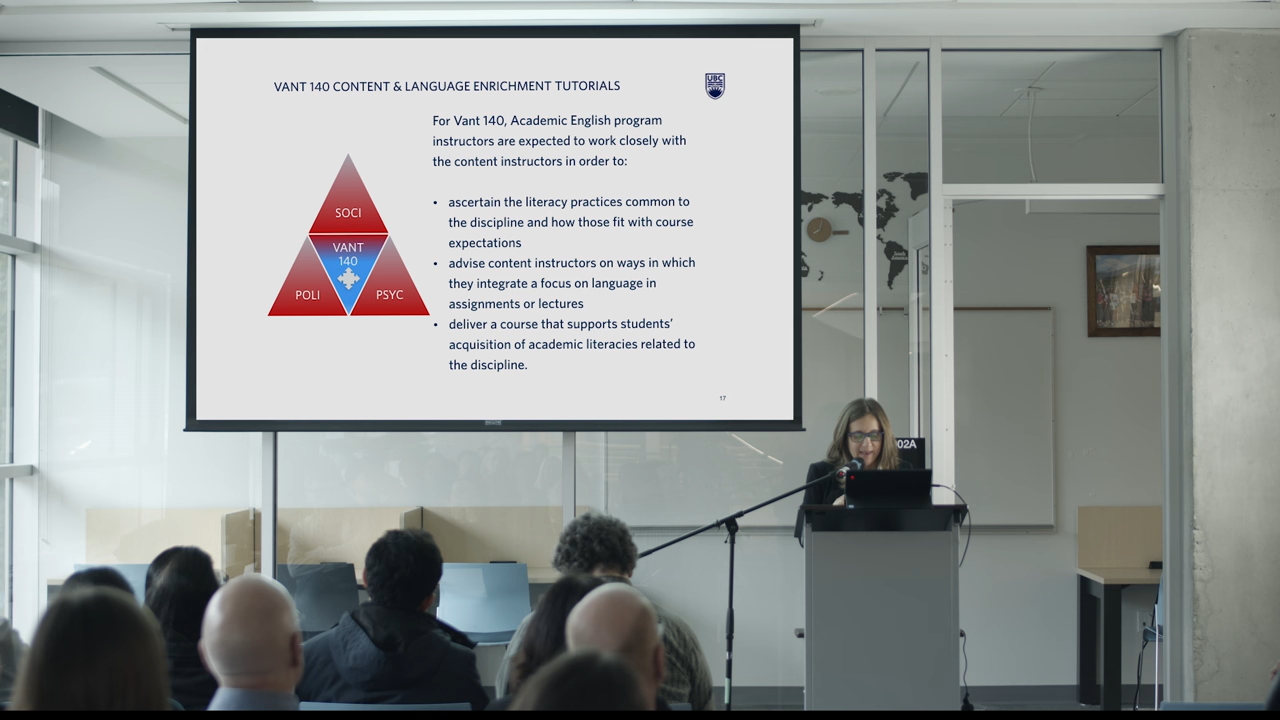 VANT 140 CONTENT & LANGUAGE ENRICHMENT TUTORIALS
UBC
For Vant 140, Academic English program
instructors are expected to work closely with
the content instructors in order to:
• ascertain the literacy practices common to
the discipline and how those fit with course
expectations
• advise content instructors on ways in which
they integrate a focus on language in
assignments or lectures
• deliver a course that supports students’
acquisition of academic literacies related to
the discipline.
SOCI
VANT
140
POLI
PSYC
17
South
America
02A